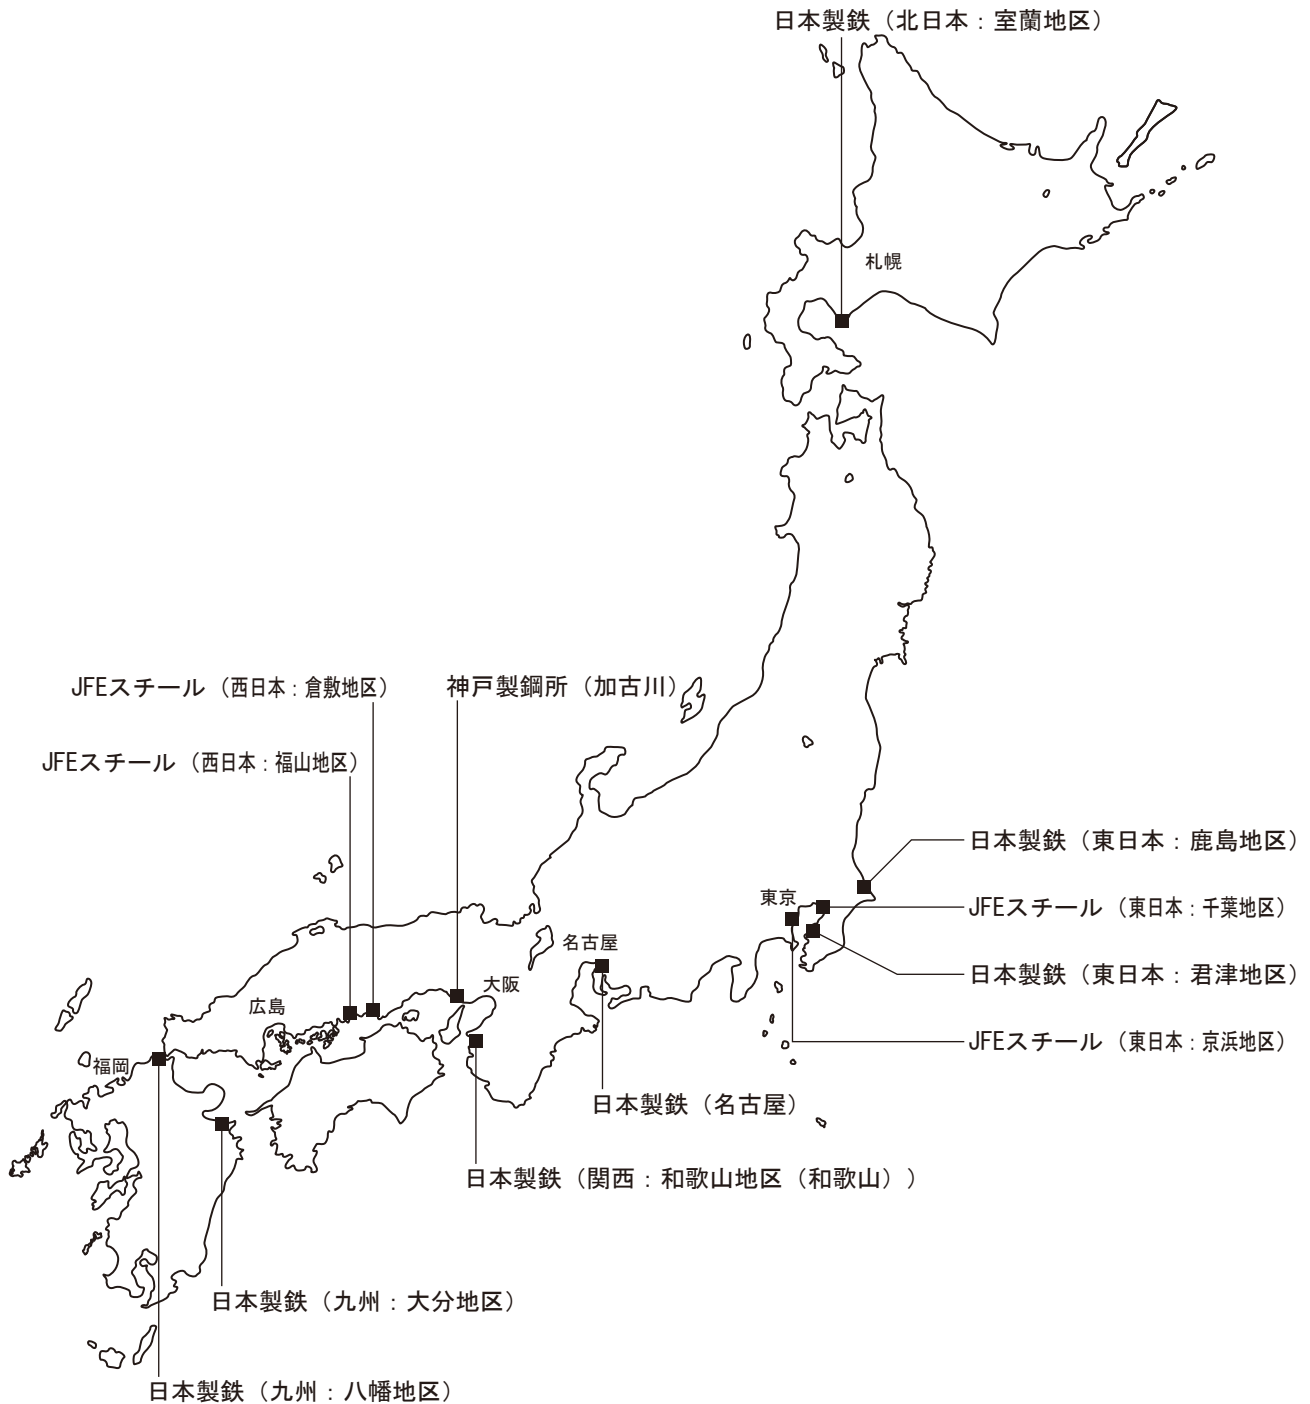 日本製鉄（北日本：室蘭地区）
札幌
JFEスチール（西日本：倉敷地区）
神戸製鋼所（加古川）
JFEスチール（西日本：福山地区）
日本製鉄（東日本：鹿島地区）
東京
JFEスチール（東日本：千葉地区）
名古屋
日本製鉄（東日本：君津地区）
大阪
広島
JFEスチール（東日本：京浜地区）
福岡
日本製鉄（名古屋）
日本製鉄（関西：和歌山地区（和歌山））
日本製鉄（九州：大分地区）
日本製鉄（九州：八幡地区）